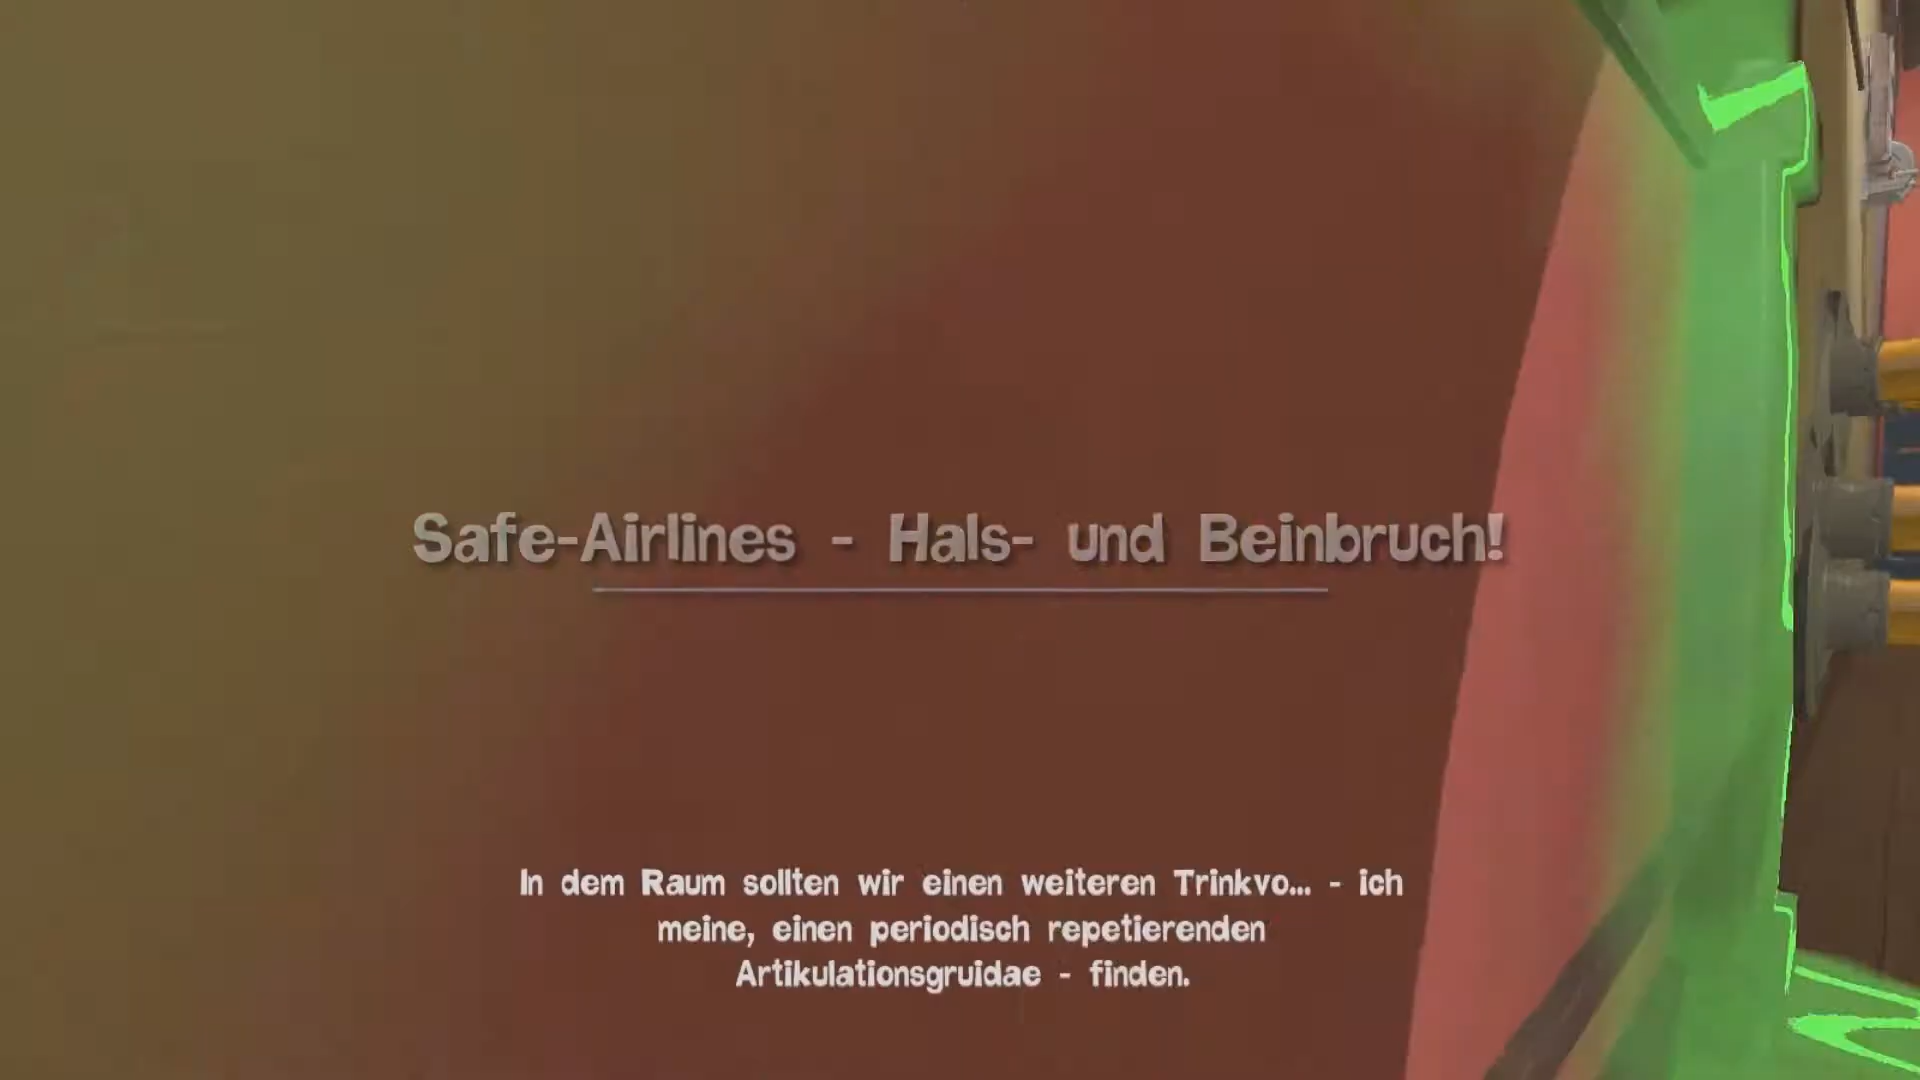 Safe-Airlines - Hals- und Beinbruch!
In dem Raum sollten wir einen weiteren Trinkvo... - ich
meine, einen periodisch repetierenden
Artikulationsgruidae - finden.